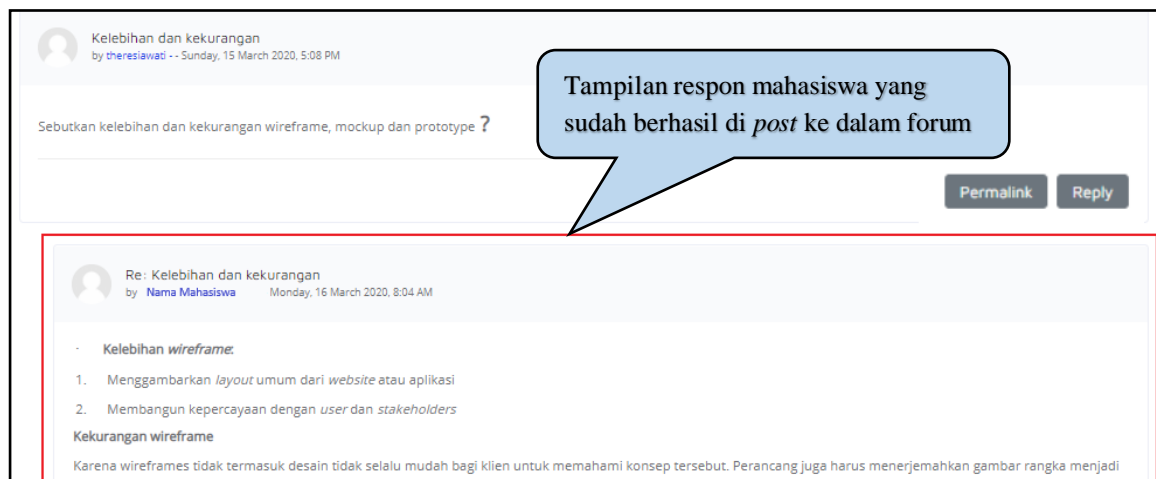 Kelebihan dan kekurangan
by theresiawati - - Sunday, 15 March 2020, 5:08 PM
Tampilan respon mahasiswa yang
sudah berhasil di post ke dalam forum
Sebutkan kelebihan dan kekurangan wireframe, mockup dan prototype ?
Permalink
Reply
Re: Kelebihan dan kekurangan
by Nama Mahasiswa Monday, 16 March 2020, 8:04 AM
· Kelebihan wireframe:
1. Menggambarkan layout umum dari website atau aplikasi
2. Membangun kepercayaan dengan user dan stakeholders
Kekurangan wireframe
Karena wireframes tidak termasuk desain tidak selalu mudah bagi klien untuk memahami konsep tersebut. Perancang juga harus menerjemahkan gambar rangka menjadi